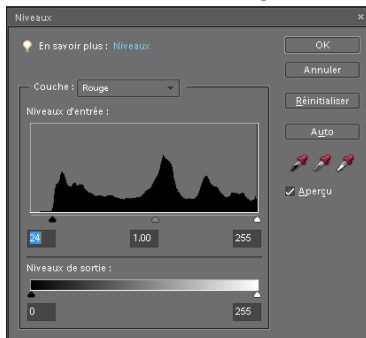 Niveaux
En savoir plus : Niveaux
OK
Annuler
Réinitialiser
Auto
Aperçu
Couche : Rouge
Niveaux d'entrée :
24 1.00 255
Niveaux de sortie :
0 255